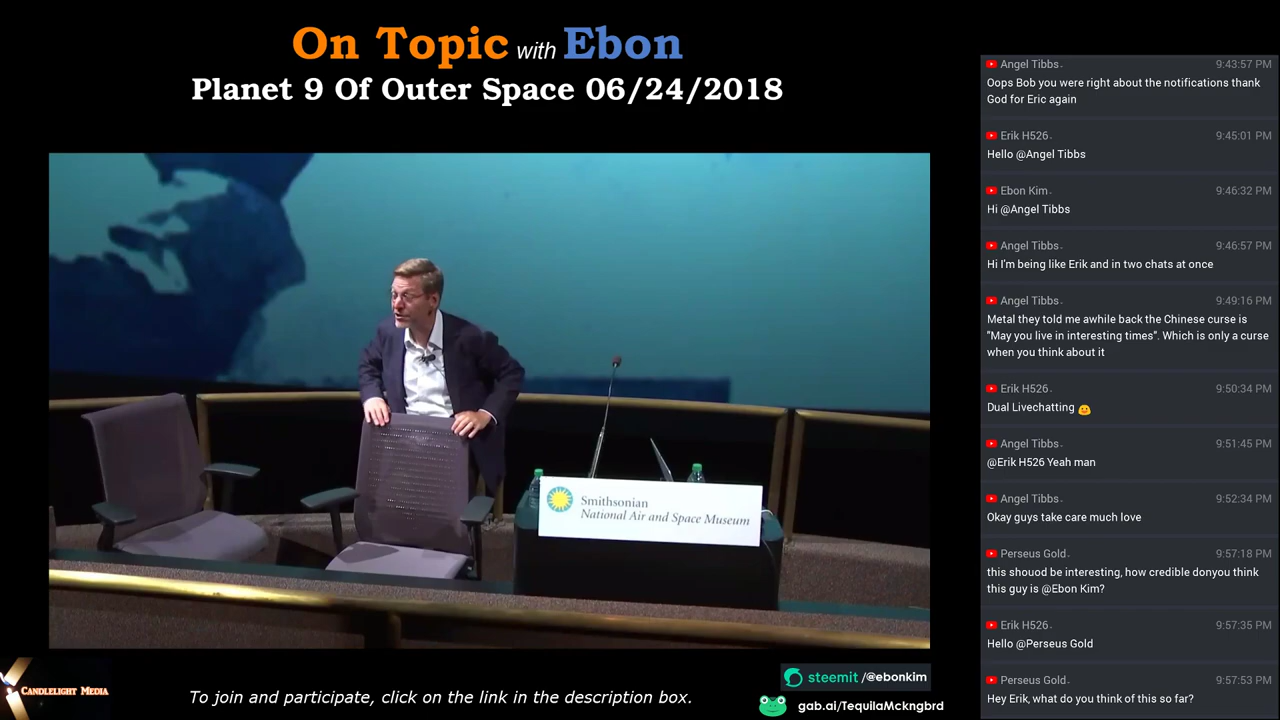 On Topic with Ebon
Planet 9 Of Outer Space 06/24/2018
Smithsonian
National Air and Space Museum
CANDLELIGHT MEDIA
To join and participate, click on the link in the description box.
steemit /@ebonkim
gab.ai/TequilaMckngbrd
Angel Tibbs 9:43:57 PM
Oops Bob you were right about the notifications thank
God for Eric again
Erik H526 9:45:01 PM
Hello @Angel Tibbs
Ebon Kim 9:46:32 PM
Hi @Angel Tibbs
Angel Tibbs 9:46:57 PM
Hi I'm being like Erik and in two chats at once
Angel Tibbs 9:49:16 PM
Metal they told me awhile back the Chinese curse is
"May you live in interesting times". Which is only a curse
when you think about it
Erik H526 9:50:34 PM
Dual Livechatting
Angel Tibbs 9:51:45 PM
@Erik H526 Yeah man
Angel Tibbs 9:52:34 PM
Okay guys take care much love
Perseus Gold 9:57:18 PM
this shouod be interesting, how credible donyou think
this guy is @Ebon Kim?
Erik H526 9:57:35 PM
Hello @Perseus Gold
Perseus Gold 9:57:53 PM
Hey Erik, what do you think of this so far?